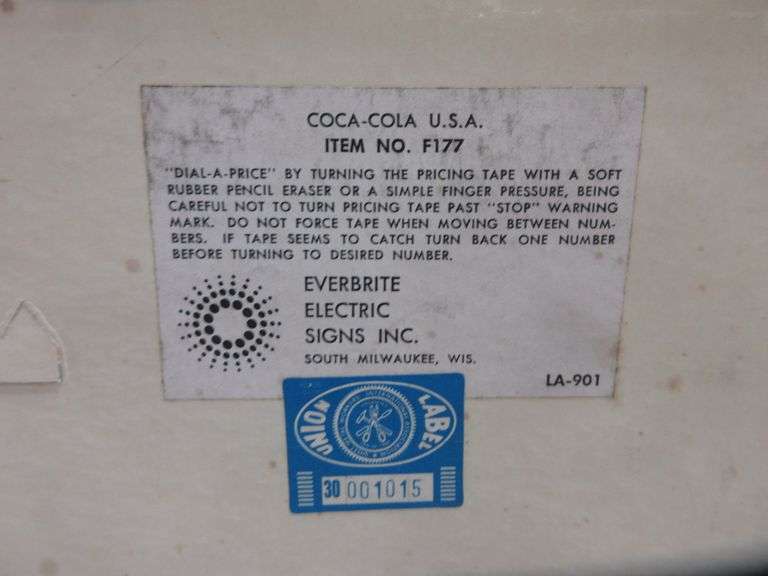 COCA-COLA U.S.A.
ITEM NO. F177
"DIAL-A-PRICE" BY TURNING THE PRICING TAPE WITH A SOFT
RUBBER PENCIL ERASER OR A SIMPLE FINGER PRESSURE, BEING
CAREFUL NOT TO TURN PRICING TAPE PAST "STOP" WARNING
MARK. DO NOT FORCE TAPE WHEN MOVING BETWEEN NUM-
BERS. IF TAPE SEEMS TO CATCH TURN BACK ONE NUMBER
BEFORE TURNING TO DESIRED NUMBER.
EVERBRITE
ELECTRIC
SIGNS INC.
SOUTH MILWAUKEE, WIS.
LA-901
UNION LABEL
30 001015